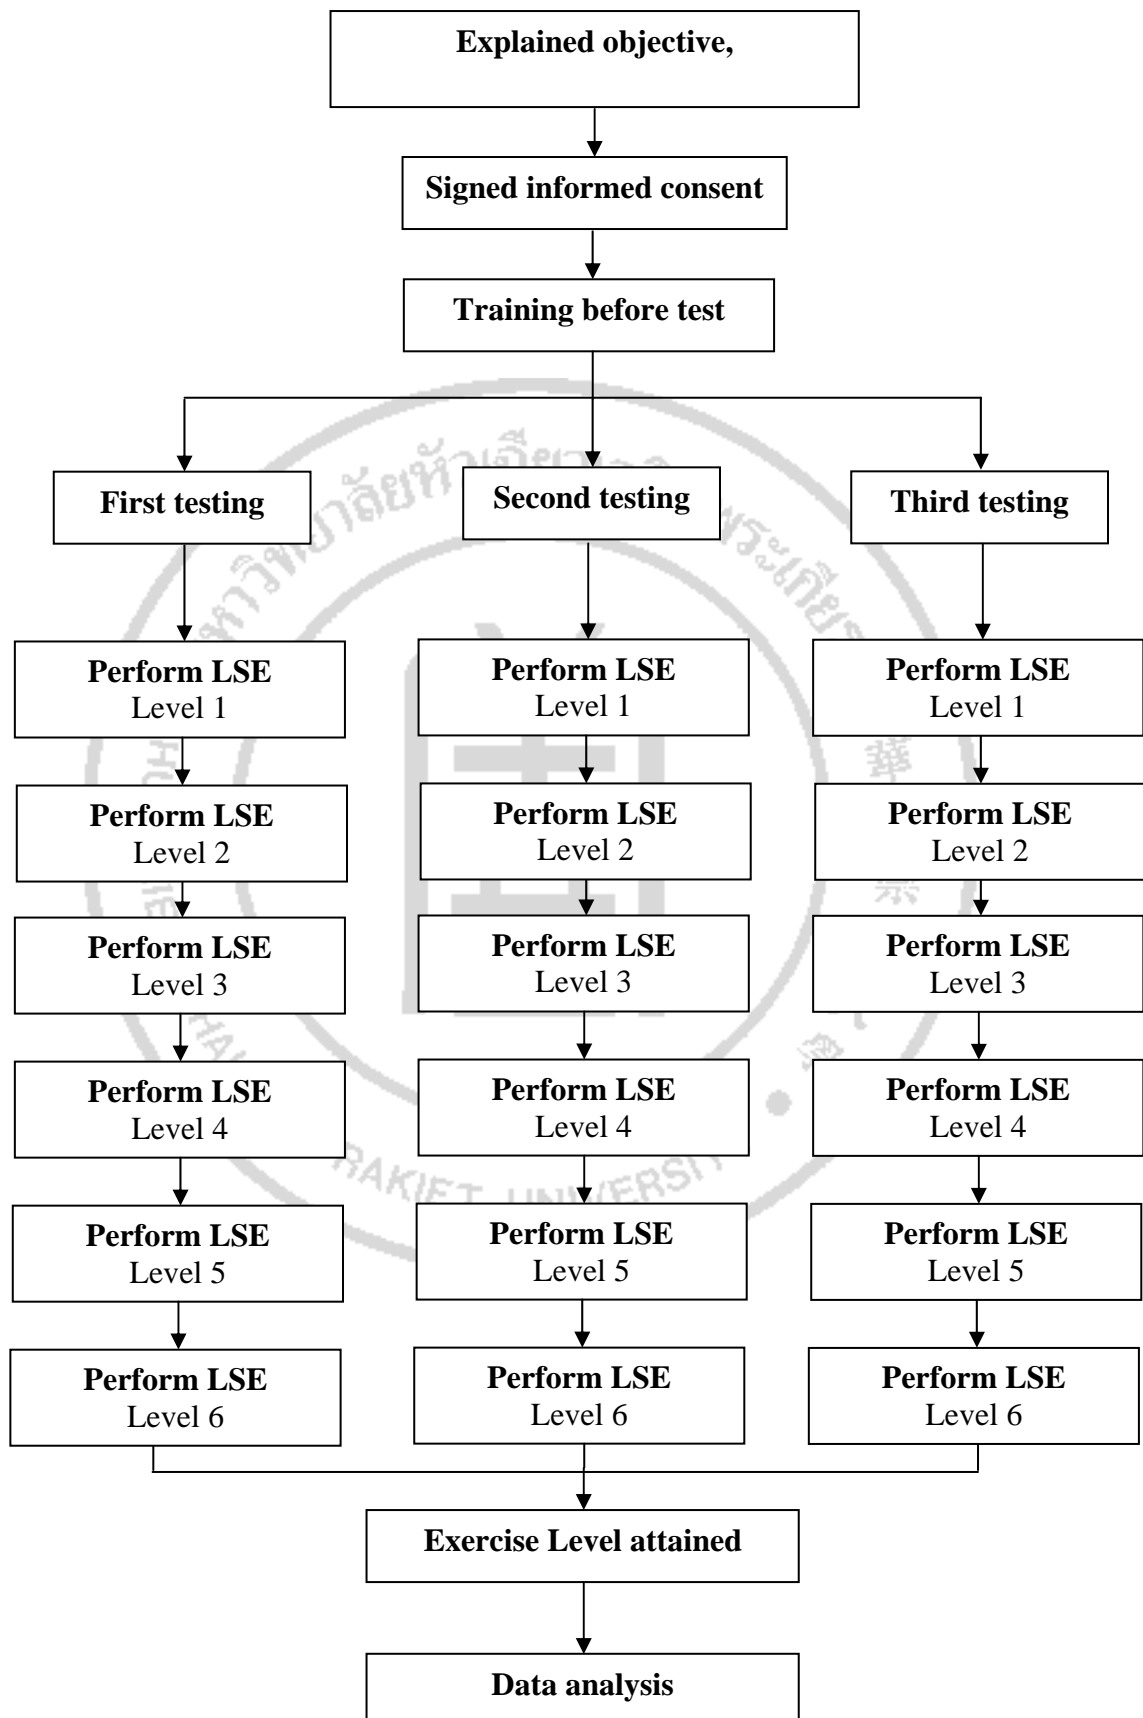 Explained objective,
Signed informed consent
Training before test
First testing
Second testing
Third testing
Perform LSE
Level 1
Perform LSE
Level 2
Perform LSE
Level 3
Perform LSE
Level 4
Perform LSE
Level 5
Perform LSE
Level 6
Perform LSE
Level 1
Perform LSE
Level 2
Perform LSE
Level 3
Perform LSE
Level 4
Perform LSE
Level 5
Perform LSE
Level 6
Perform LSE
Level 1
Perform LSE
Level 2
Perform LSE
Level 3
Perform LSE
Level 4
Perform LSE
Level 5
Perform LSE
Level 6
Exercise Level attained
Data analysis